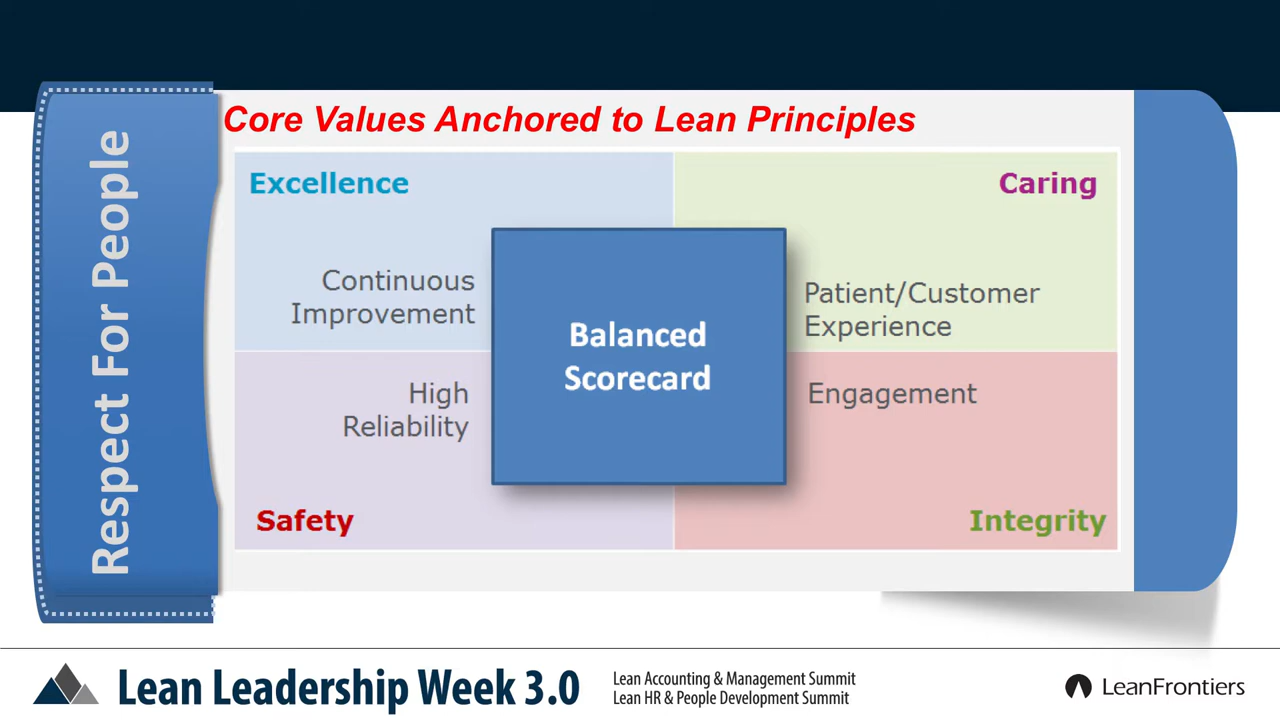 Core Values Anchored to Lean Principles
Respect For People
Excellence
Caring
Continuous
Improvement
Patient/Customer
Experience
Balanced
Scorecard
High
Reliability
Engagement
Safety
Integrity
Lean Leadership Week 3.0
Lean Accounting & Management Summit
Lean HR & People Development Summit
LeanFrontiers